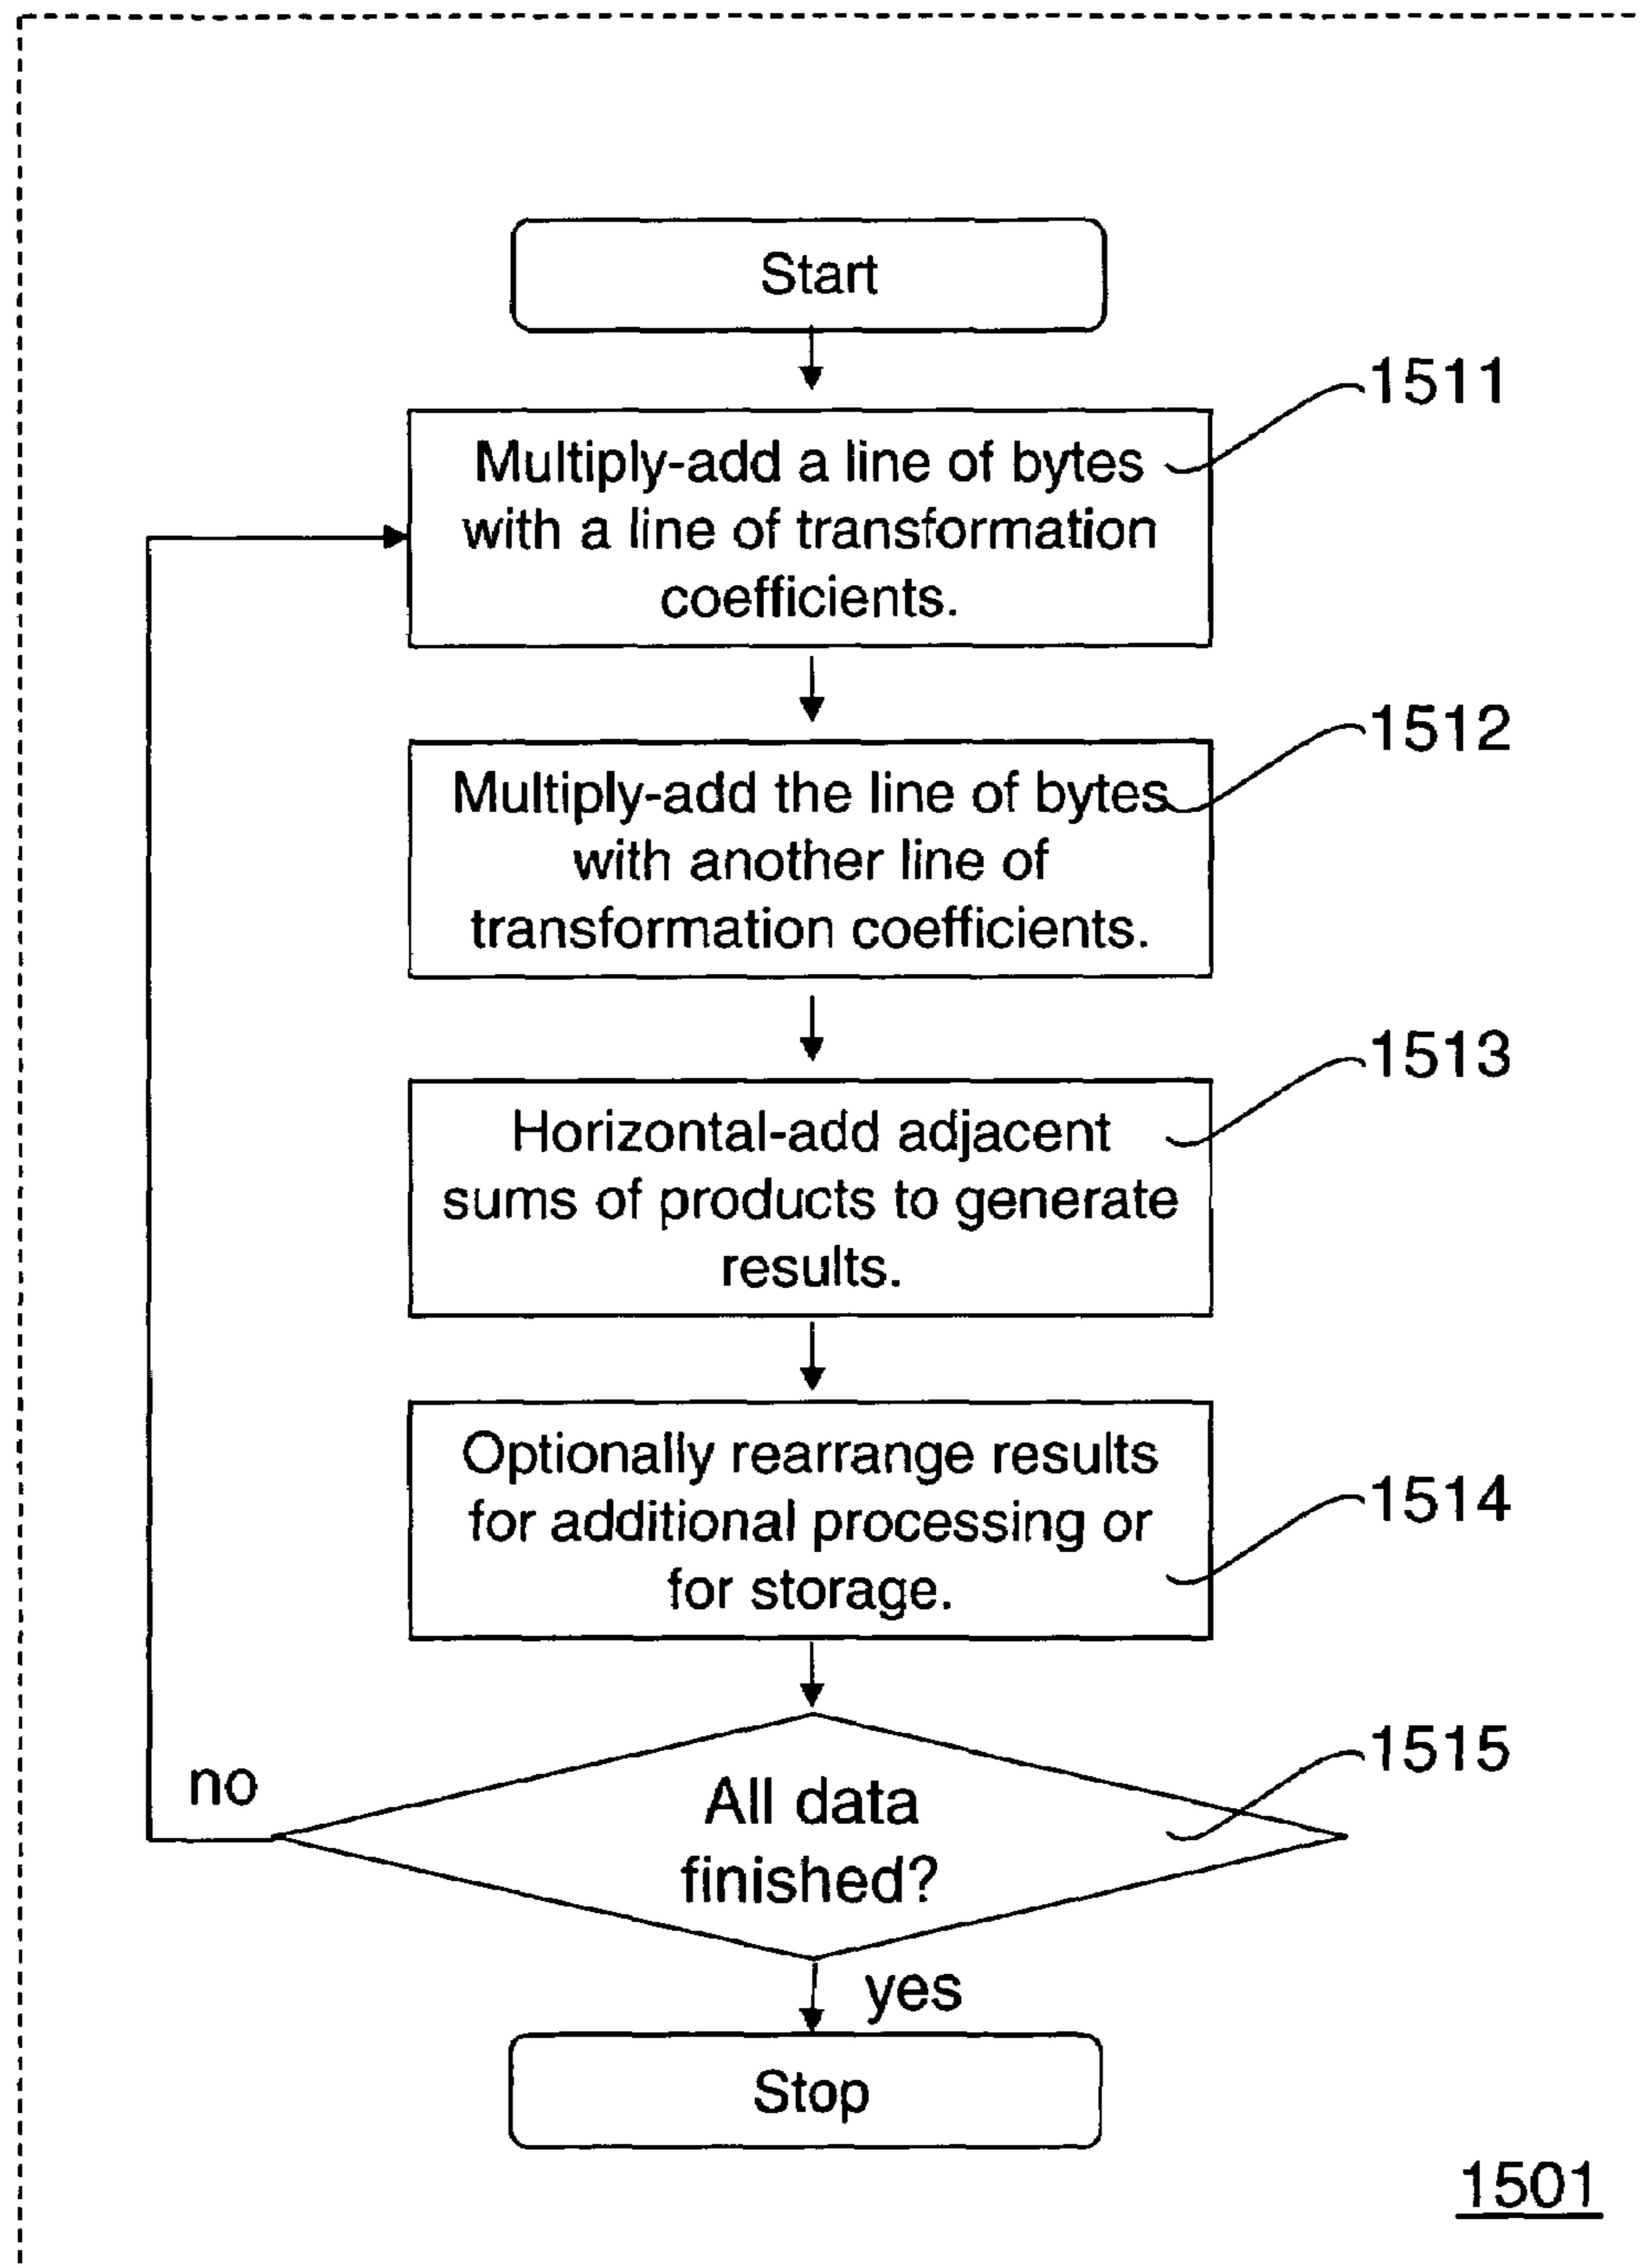 Start
1511
Multiply-add a line of bytes
with a line of transformation
coefficients.
1512
Multiply-add the line of bytes
with another line of
transformation coefficients.
1513
Horizontal-add adjacent
sums of products to generate
results.
Optionally rearrange results
for additional processing or
for storage.
1514
1515
no
All data
finished?
yes
Stop
1501